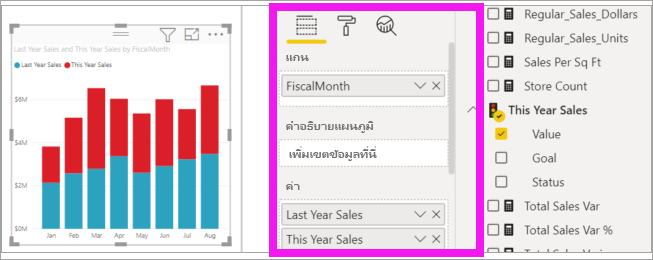 Last Year Sales and This Year Sales by FiscalMonth
Last Year Sales This Year Sales
$6M
$4M
$2M
$0M
Jan Feb Mar Apr May Jun Jul Aug
แกน
FiscalMonth
คำอธิบายแผนภูมิ
เพิ่มเขตข้อมูลที่นี่
ค่า
Last Year Sales
This Year Sales
Regular_Sales_Dollars
Regular_Sales_Units
Sales Per Sq Ft
Store Count
This Year Sales
Value
Goal
Status
Total Sales Var
Total Sales Var %